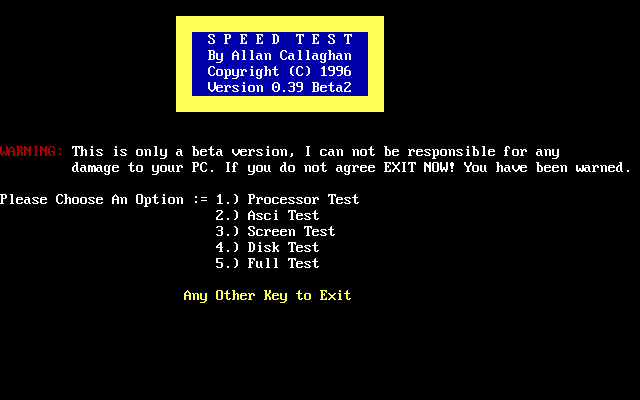 S P E E D  T E S T
By Allan Callaghan
Copyright (C) 1996
Version 0.39 Beta2
WARNING: This is only a beta version, I can not be responsible for any
damage to your PC. If you do not agree EXIT NOW! You have been warned.
Please Choose An Option := 1.) Processor Test
2.) Asci Test
3.) Screen Test
4.) Disk Test
5.) Full Test
Any Other Key to Exit